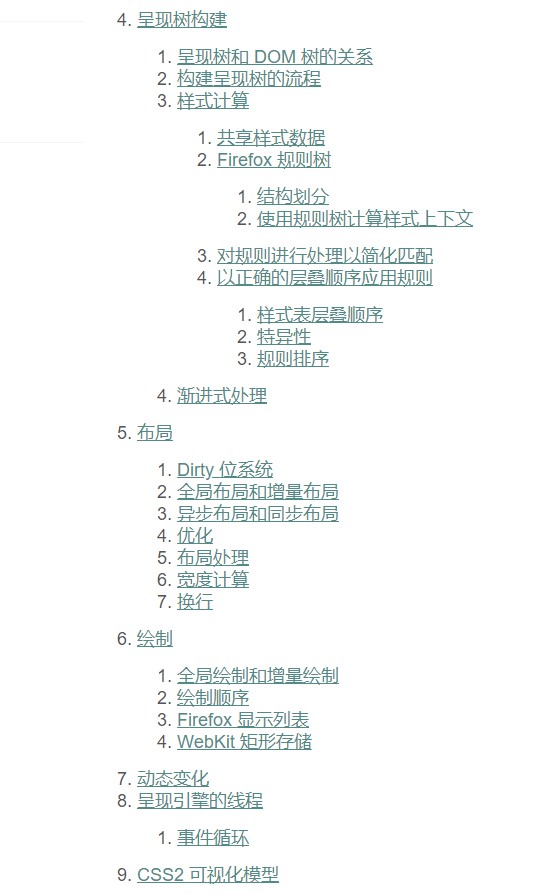 4. 呈现树构建
1. 呈现树和 DOM 树的关系
2. 构建呈现树的流程
3. 样式计算
1. 共享样式数据
2. Firefox 规则树
1. 结构划分
2. 使用规则树计算样式上下文
3. 对规则进行处理以简化匹配
4. 以正确的层叠顺序应用规则
1. 样式表层叠顺序
2. 特异性
3. 规则排序
4. 渐进式处理
5. 布局
1. Dirty 位系统
2. 全局布局和增量布局
3. 异步布局和同步布局
4. 优化
5. 布局处理
6. 宽度计算
7. 换行
6. 绘制
1. 全局绘制和增量绘制
2. 绘制顺序
3. Firefox 显示列表
4. WebKit 矩形存储
7. 动态变化
8. 呈现引擎的线程
1. 事件循环
9. CSS2 可视化模型